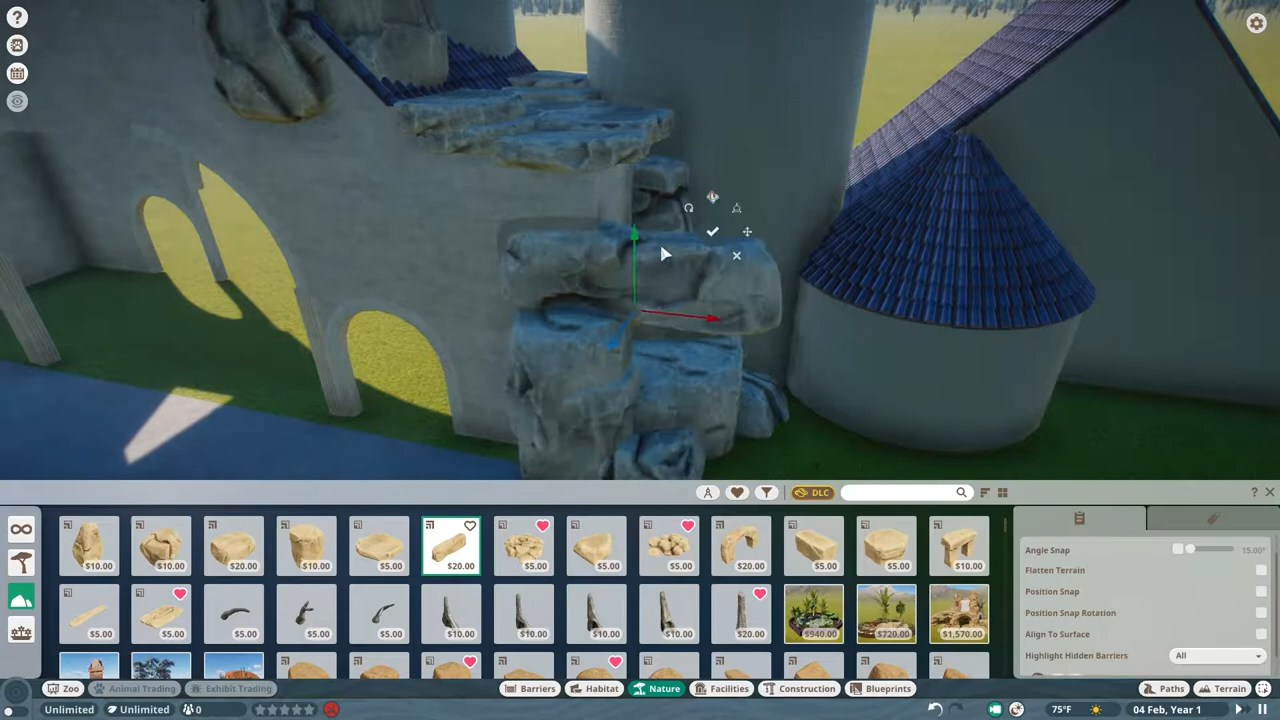 DLC
?
$10.00 $10.00 $20.00 $10.00 $5.00 $20.00 $5.00 $5.00 $5.00 $20.00 $5.00 $5.00 $10.00
$5.00 $5.00 $5.00 $5.00 $5.00 $10.00 $10.00 $10.00 $10.00 $20.00 $940.00 $720.00 $1,570.00
Angle Snap 15.00°
Flatten Terrain
Position Snap
Position Snap Rotation
Align To Surface
Highlight Hidden Barriers All
Zoo Animal Trading Exhibit Trading Barriers Habitat Nature Facilities Construction Blueprints Paths Terrain
Unlimited Unlimited 0 75°F 04 Feb, Year 1